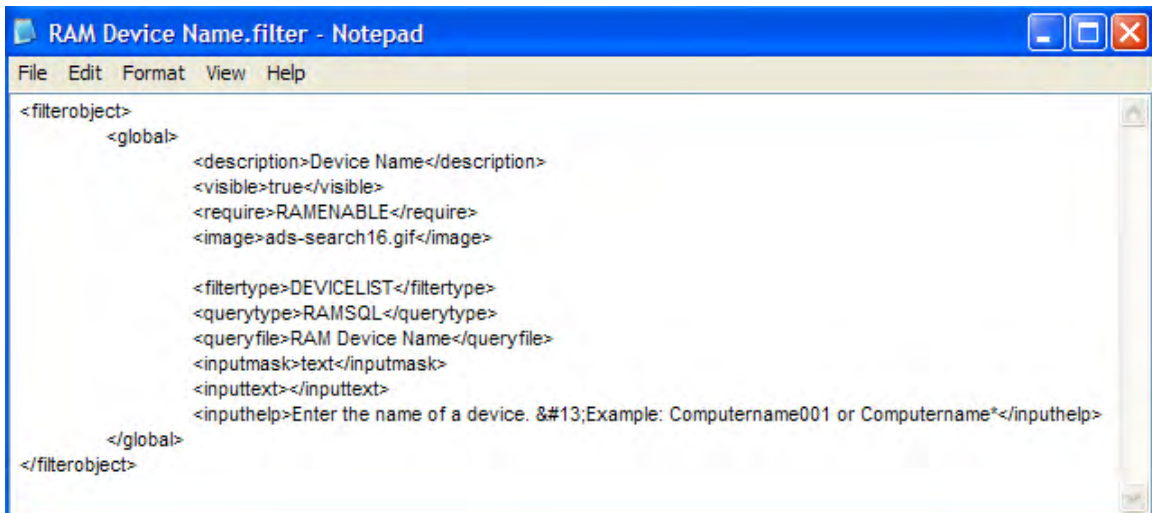 RAM Device Name.filter - Notepad
File Edit Format View Help
<filterobject>
<global>
<description>Device Name</description>
<visible>true</visible>
<require>RAMENABLE</require>
<image>ads-search16.gif</image>
<filtertype>DEVICELIST</filtertype>
<querytype>RAMSQL</querytype>
<queryfile>RAM Device Name</queryfile>
<inputmask>text</inputmask>
<inputtext></inputtext>
<inputhelp>Enter the name of a device. &#13;Example: Computername001 or Computername*</inputhelp>
</global>
</filterobject>